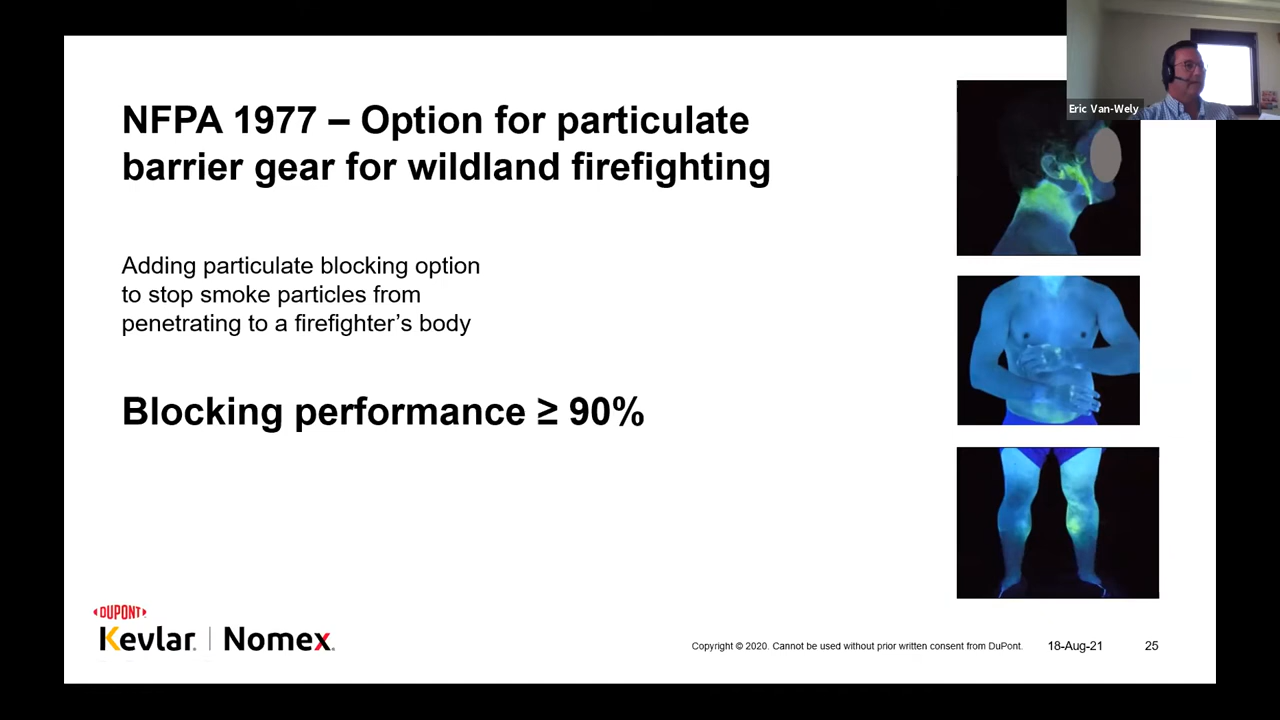 Eric Van-Wely
NFPA 1977 – Option for particulate
barrier gear for wildland firefighting
Adding particulate blocking option
to stop smoke particles from
penetrating to a firefighter’s body
Blocking performance ≥ 90%
DUPONT
Kevlar® | Nomex®
Copyright © 2020. Cannot be used without prior written consent from DuPont. 18-Aug-21 25